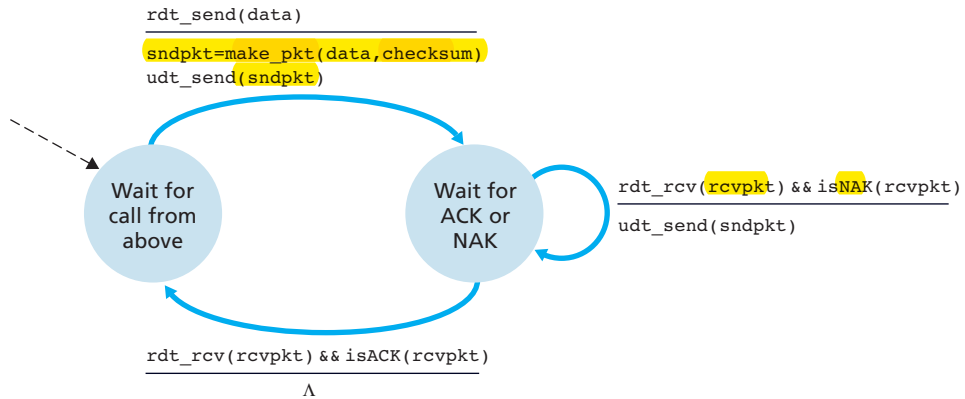 rdt_send(data)
sndpkt=make_pkt(data,checksum)
udt_send(sndpkt)
Wait for
call from
above
Wait for
ACK or
NAK
rdt_rcv(rcvpkt) && isNAK(rcvpkt)
udt_send(sndpkt)
rdt_rcv(rcvpkt) && isACK(rcvpkt)
Λ